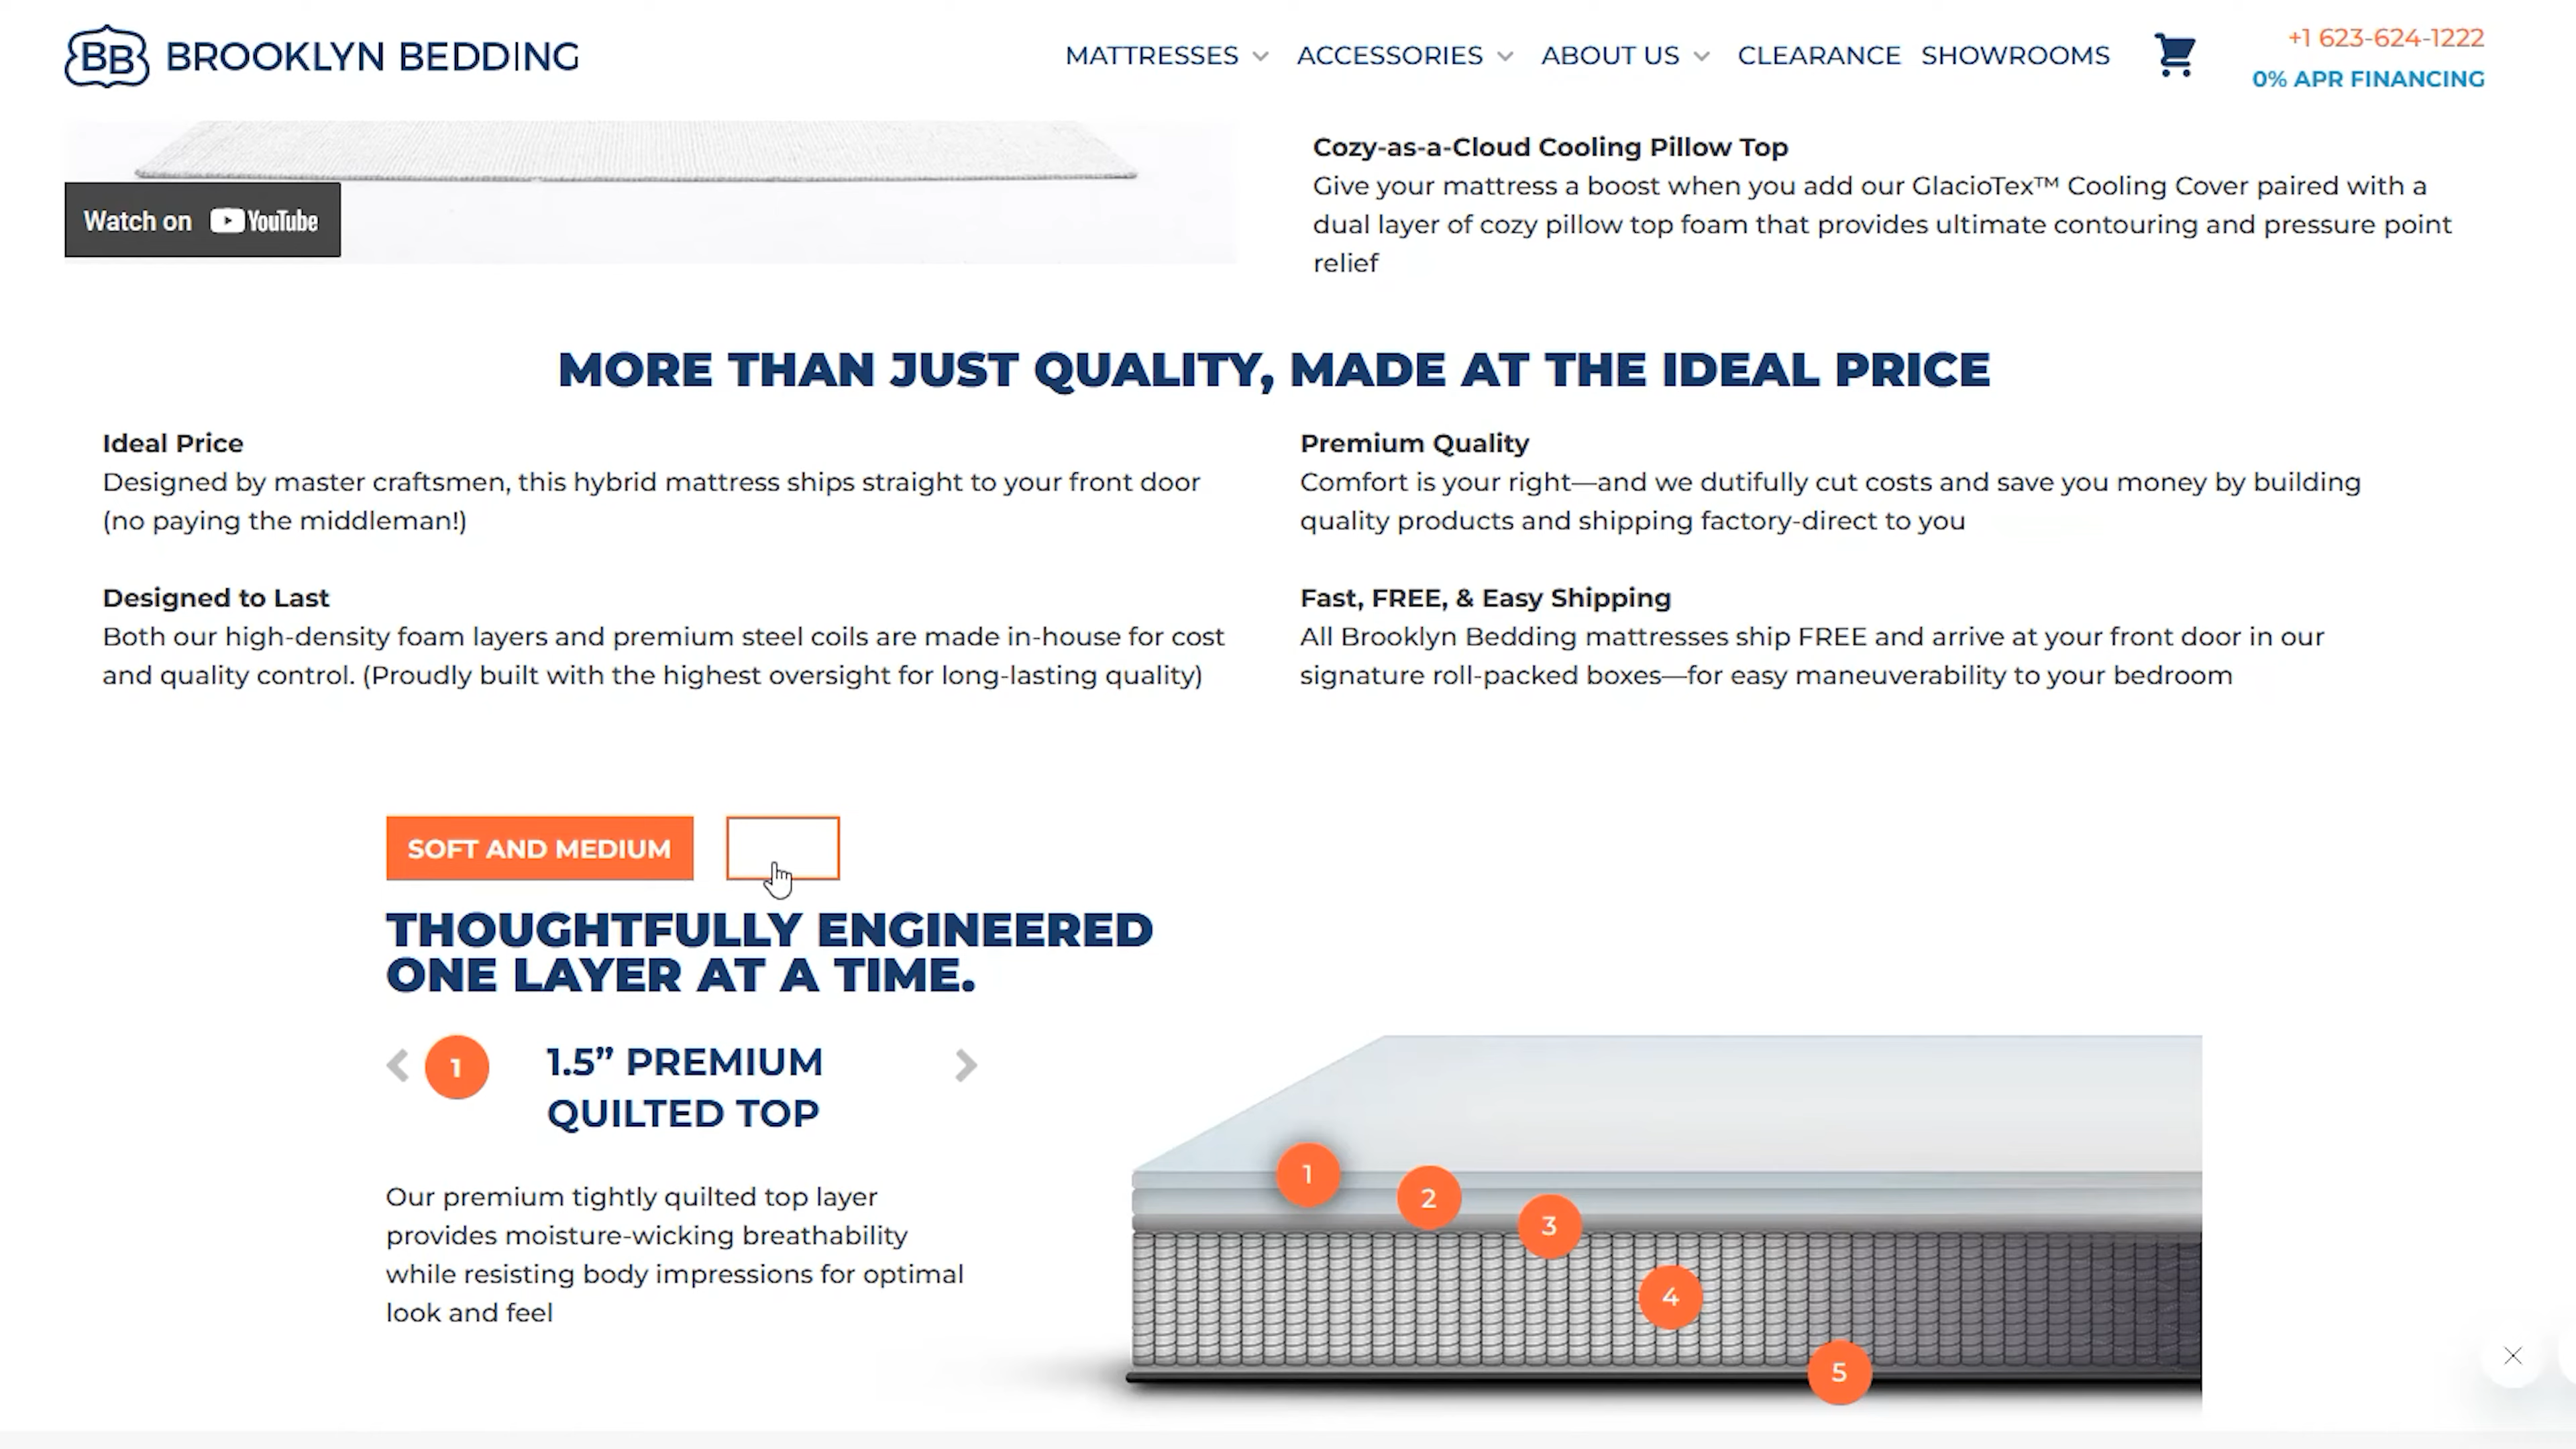 BB BROOKLYN BEDDING
MATTRESSES ACCESSORIES ABOUT US CLEARANCE SHOWROOMS
+1 623-624-1222
0% APR FINANCING
Watch on YouTube
Cozy-as-a-Cloud Cooling Pillow Top
Give your mattress a boost when you add our GlacioTex™ Cooling Cover paired with a
dual layer of cozy pillow top foam that provides ultimate contouring and pressure point
relief
MORE THAN JUST QUALITY, MADE AT THE IDEAL PRICE
Ideal Price
Designed by master craftsmen, this hybrid mattress ships straight to your front door
(no paying the middleman!)
Premium Quality
Comfort is your right—and we dutifully cut costs and save you money by building
quality products and shipping factory-direct to you
Designed to Last
Both our high-density foam layers and premium steel coils are made in-house for cost
and quality control. (Proudly built with the highest oversight for long-lasting quality)
Fast, FREE, & Easy Shipping
All Brooklyn Bedding mattresses ship FREE and arrive at your front door in our
signature roll-packed boxes—for easy maneuverability to your bedroom
SOFT AND MEDIUM
THOUGHTFULLY ENGINEERED
ONE LAYER AT A TIME.
1
1.5” PREMIUM
QUILTED TOP
Our premium tightly quilted top layer
provides moisture-wicking breathability
while resisting body impressions for optimal
look and feel
1
2
3
4
5